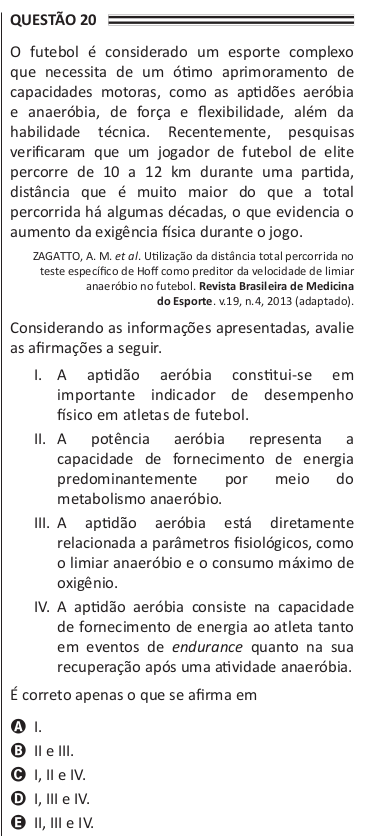 QUESTÃO 20
O futebol é considerado um esporte complexo
que necessita de um ótimo aprimoramento de
capacidades motoras, como as aptidões aeróbia
e anaeróbia, de força e flexibilidade, além da
habilidade técnica. Recentemente, pesquisas
verificaram que um jogador de futebol de elite
percorre de 10 a 12 km durante uma partida,
distância que é muito maior do que a total
percorrida há algumas décadas, o que evidencia o
aumento da exigência física durante o jogo.
ZAGATTO, A. M. et al. Utilização da distância total percorrida no
teste específico de Hoff como preditor da velocidade de limiar
anaeróbio no futebol. Revista Brasileira de Medicina
do Esporte. v.19, n.4, 2013 (adaptado).
Considerando as informações apresentadas, avalie
as afirmações a seguir.
I. A aptidão aeróbia constitui-se em
importante indicador de desempenho
físico em atletas de futebol.
II. A potência aeróbia representa a
capacidade de fornecimento de energia
predominantemente por meio do
metabolismo anaeróbio.
III. A aptidão aeróbia está diretamente
relacionada a parâmetros fisiológicos, como
o limiar anaeróbio e o consumo máximo de
oxigênio.
IV. A aptidão aeróbia consiste na capacidade
de fornecimento de energia ao atleta tanto
em eventos de endurance quanto na sua
recuperação após uma atividade anaeróbia.
É correto apenas o que se afirma em
A I.
B II e III.
C I, II e IV.
D I, III e IV.
E II, III e IV.